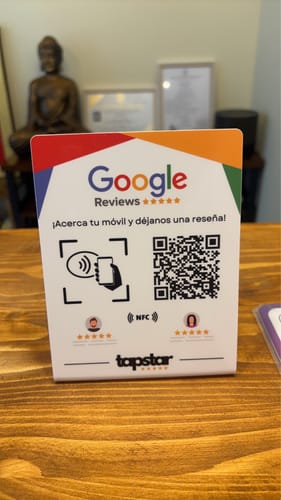 Google
Reviews
¡Acerca tu móvil y déjanos una reseña!
NFC
tapstar